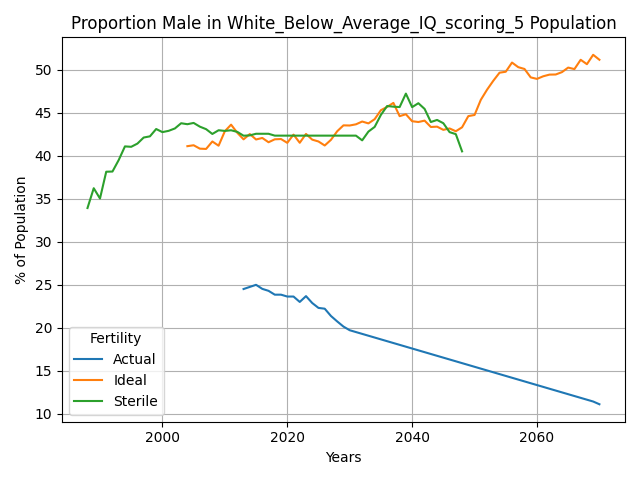 Proportion Male in White_Below_Average_IQ_scoring_5 Population
% of Population
50
45
40
35
30
25
20
15
10
Fertility
Actual
Ideal
Sterile
2000
2020
2040
2060
Years